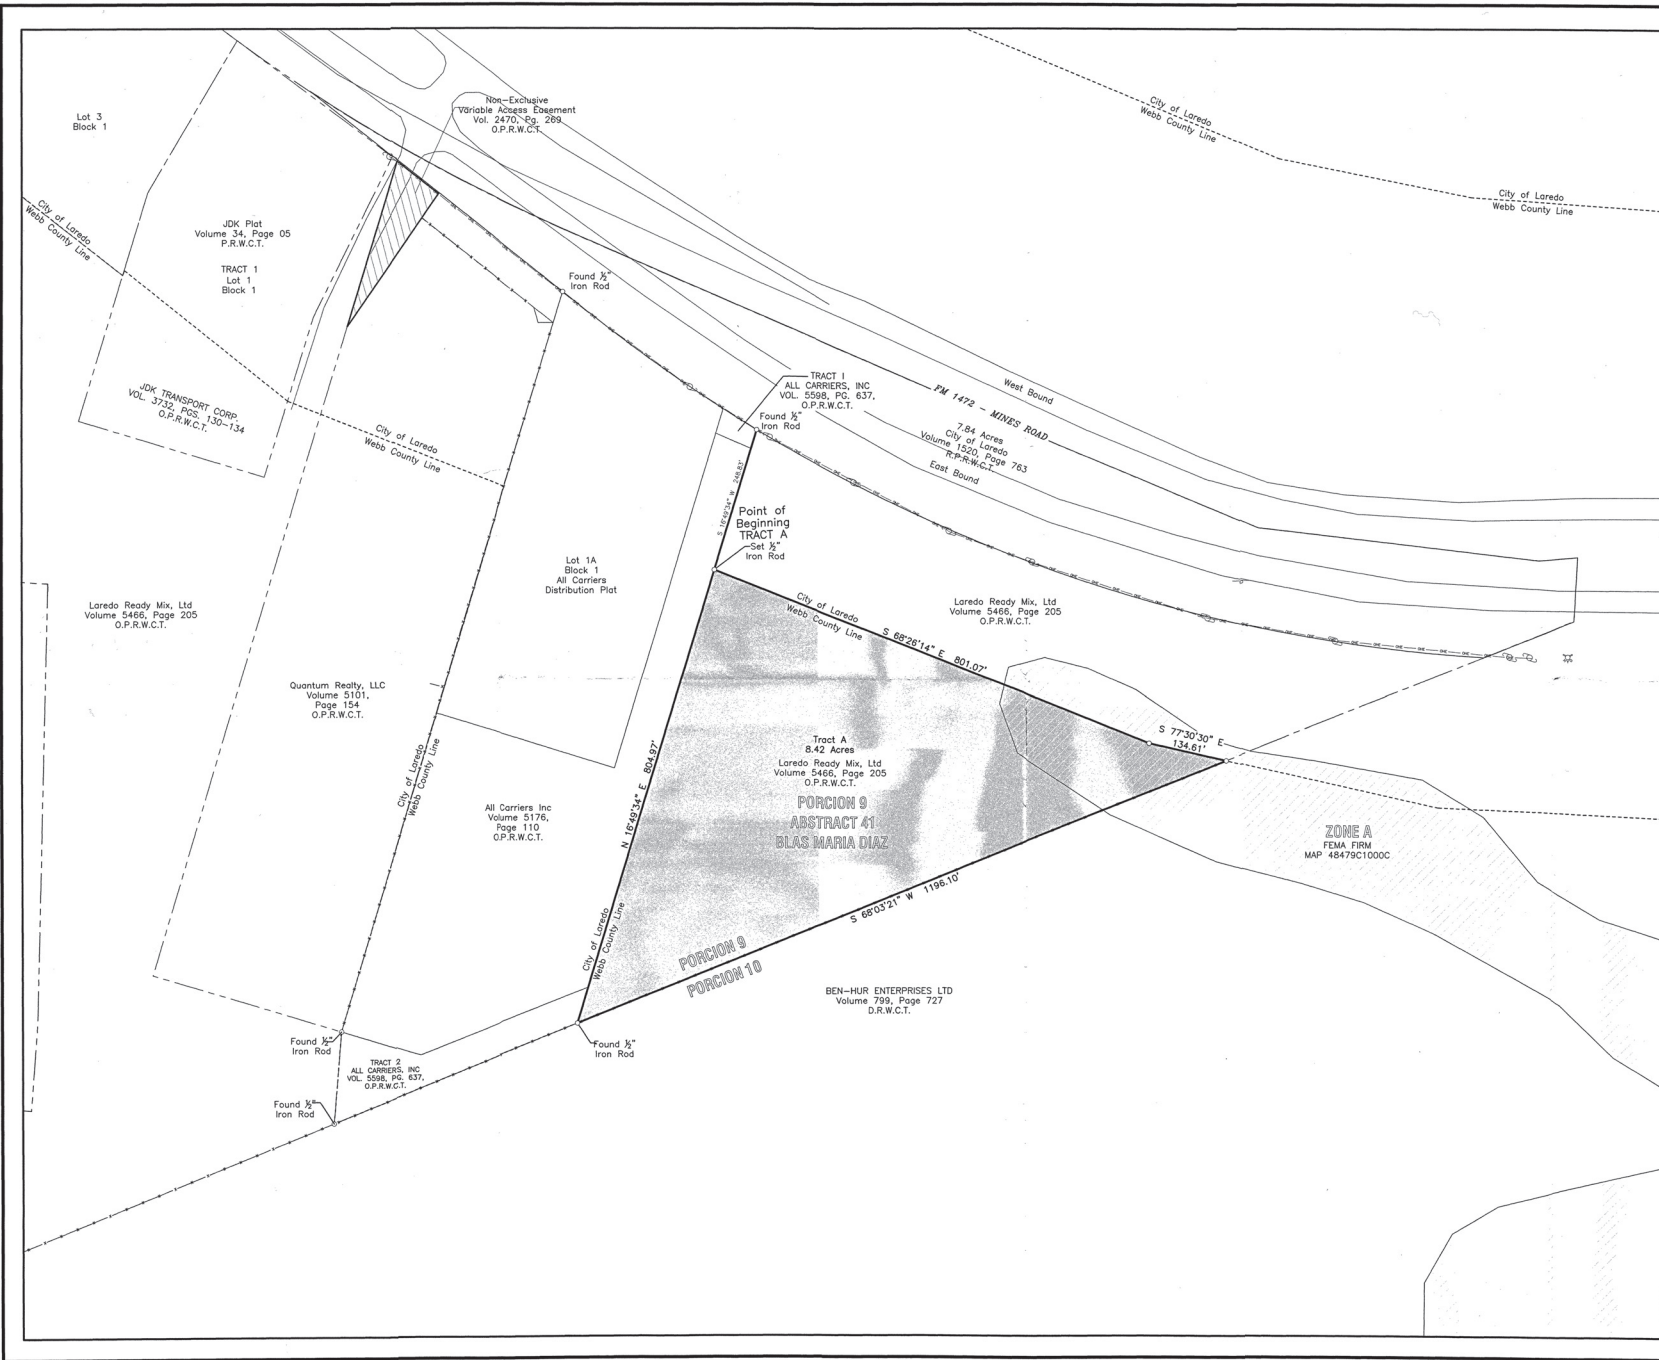 Lot 3
Block 1
Non-Exclusive
Variable Access Easement
Vol. 2470, Pg. 269
O.P.R.W.C.T.
City of Laredo
Webb County Line
City of Laredo
Webb County Line
City of Laredo
Webb County Line
JDK Plat
Volume 34, Page 05
P.R.W.C.T.
TRACT 1
Lot 1
Block 1
Found ½"
Iron Rod
JDK TRANSPORT CORP.
VOL. 3732, PGS. 130-134
O.P.R.W.C.T.
City of Laredo
Webb County Line
TRACT I
ALL CARRIERS, INC
VOL. 5598, PG. 637,
O.P.R.W.C.T.
Found ½"
Iron Rod
West Bound
FM 1472 - MINES ROAD
7.84 Acres
City of Laredo
Volume 1520, Page 763
R.P.R.W.C.T.
East Bound
S 16°49'34" W 248.83'
Point of
Beginning
TRACT A
Set ½"
Iron Rod
Lot 1A
Block 1
All Carriers
Distribution Plat
Laredo Ready Mix, Ltd
Volume 5466, Page 205
O.P.R.W.C.T.
City of Laredo
Webb County Line
S 68°26'14" E 801.07'
Laredo Ready Mix, Ltd
Volume 5466, Page 205
O.P.R.W.C.T.
Quantum Realty, LLC
Volume 5101,
Page 154
O.P.R.W.C.T.
S 77°30'30" E
134.61'
Tract A
8.42 Acres
Laredo Ready Mix, Ltd
Volume 5466, Page 205
O.P.R.W.C.T.
PORCION 9
ABSTRACT 41
BLAS MARIA DIAZ
N 16°49'34" E 804.97'
City of Laredo
Webb County Line
All Carriers Inc
Volume 5176,
Page 110
O.P.R.W.C.T.
ZONE A
FEMA FIRM
MAP 48479C1000C
S 68°03'21" W 1196.10'
City of Laredo
Webb County Line
PORCION 9
PORCION 10
BEN-HUR ENTERPRISES LTD
Volume 799, Page 727
D.R.W.C.T.
Found ½"
Iron Rod
Found ½"
Iron Rod
TRACT 2
ALL CARRIERS, INC
VOL. 5598, PG. 637,
O.P.R.W.C.T.
Found ½"
Iron Rod